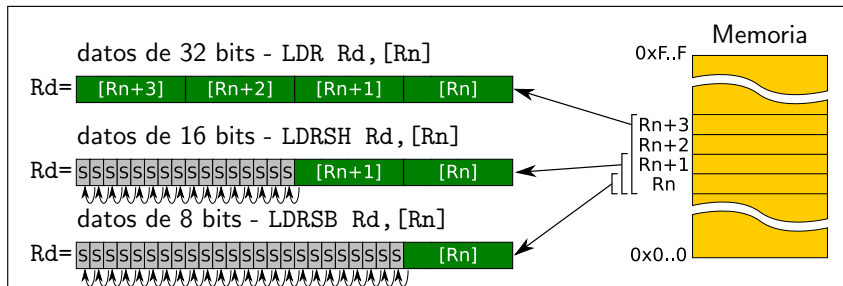 Memoria
0xF..F
datos de 32 bits - LDR Rd,[Rn]
Rd= [Rn+3] [Rn+2] [Rn+1] [Rn]
Rn+3
Rn+2
Rn+1
Rn
datos de 16 bits - LDRSH Rd,[Rn]
Rd= S S S S S S S S S S S S S S S S [Rn+1] [Rn]
datos de 8 bits - LDRSB Rd,[Rn]
Rd= S S S S S S S S S S S S S S S S S S S S S S S S [Rn]
0x0..0